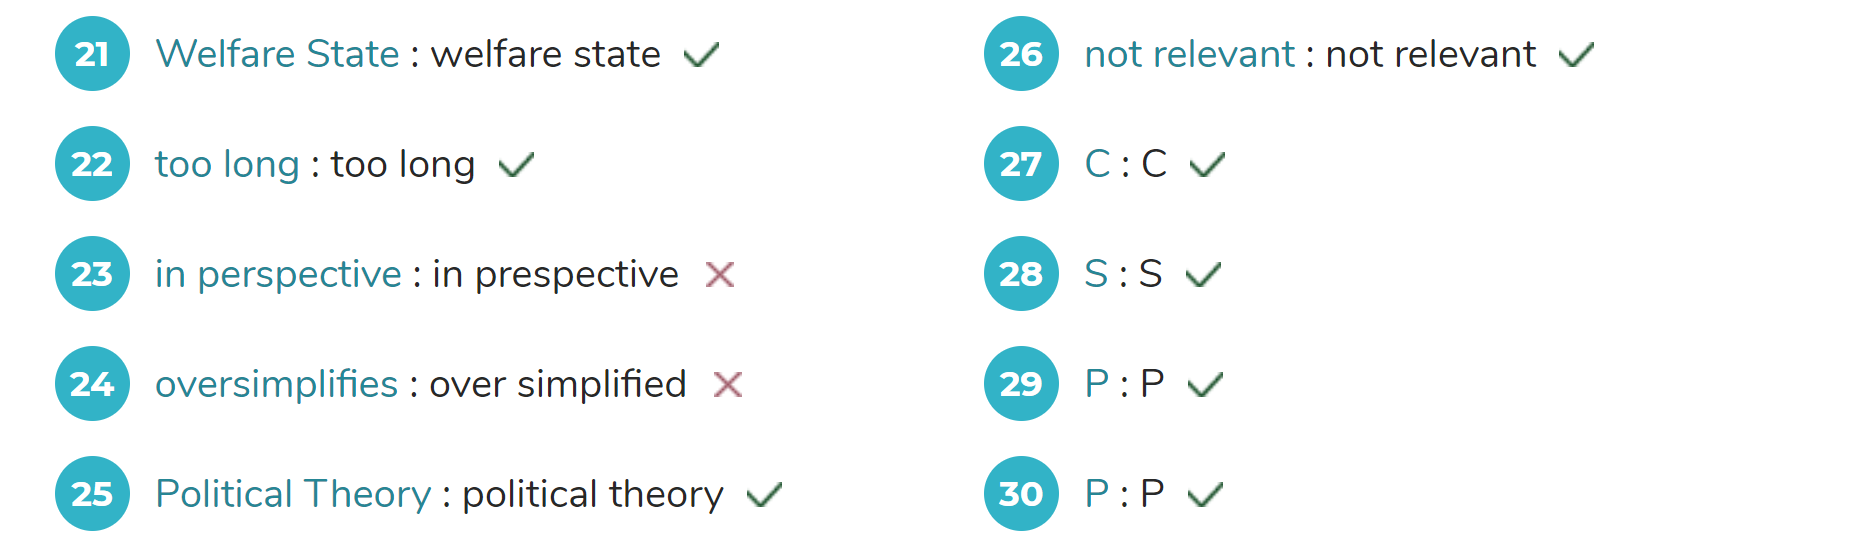 21 Welfare State : welfare state ✓
22 too long : too long ✓
23 in perspective : in prespective ✗
24 oversimplifies : over simplified ✗
25 Political Theory : political theory ✓
26 not relevant : not relevant ✓
27 C : C ✓
28 S : S ✓
29 P : P ✓
30 P : P ✓